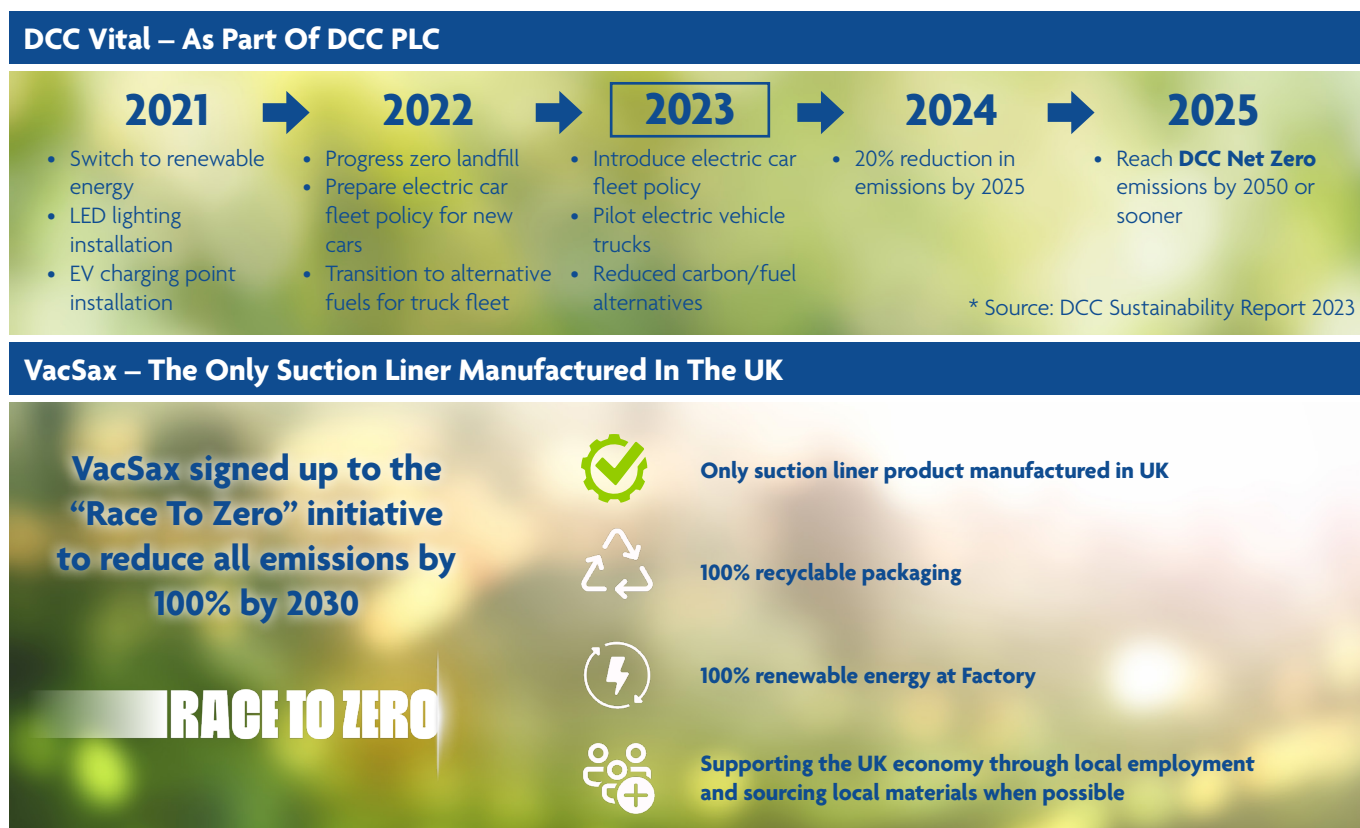 DCC Vital – As Part Of DCC PLC
2021
• Switch to renewable
energy
• LED lighting
installation
• EV charging point
installation
2022
• Progress zero landfill
• Prepare electric car
fleet policy for new
cars
• Transition to alternative
fuels for truck fleet
2023
• Introduce electric car
fleet policy
• Pilot electric vehicle
trucks
• Reduced carbon/fuel
alternatives
2024
• 20% reduction in
emissions by 2025
2025
• Reach DCC Net Zero
emissions by 2050 or
sooner
* Source: DCC Sustainability Report 2023
VacSax – The Only Suction Liner Manufactured In The UK
VacSax signed up to the
“Race To Zero” initiative
to reduce all emissions by
100% by 2030
RACE TO ZERO
Only suction liner product manufactured in UK
100% recyclable packaging
100% renewable energy at Factory
Supporting the UK economy through local employment
and sourcing local materials when possible